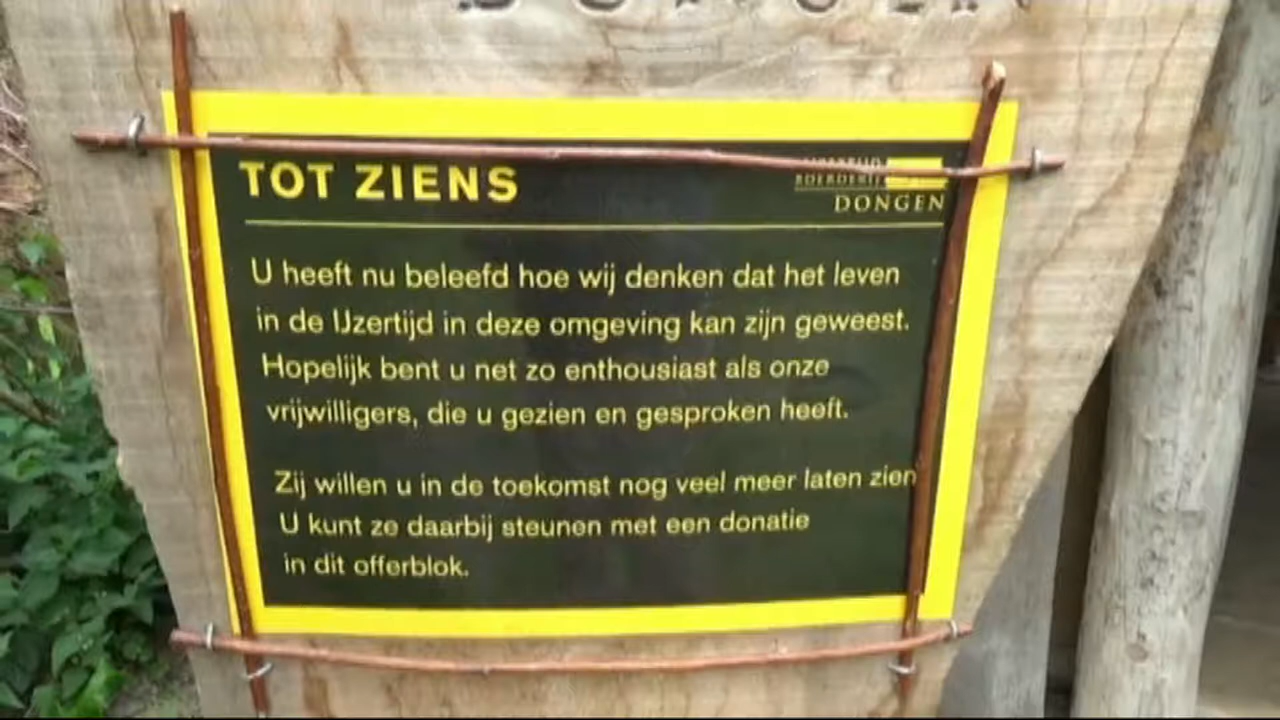 TOT ZIENS
BOERDERIJ
DONGEN
U heeft nu beleefd hoe wij denken dat het leven
in de IJzertijd in deze omgeving kan zijn geweest.
Hopelijk bent u net zo enthousiast als onze
vrijwilligers, die u gezien en gesproken heeft.
Zij willen u in de toekomst nog veel meer laten zien
U kunt ze daarbij steunen met een donatie
in dit offerblok.